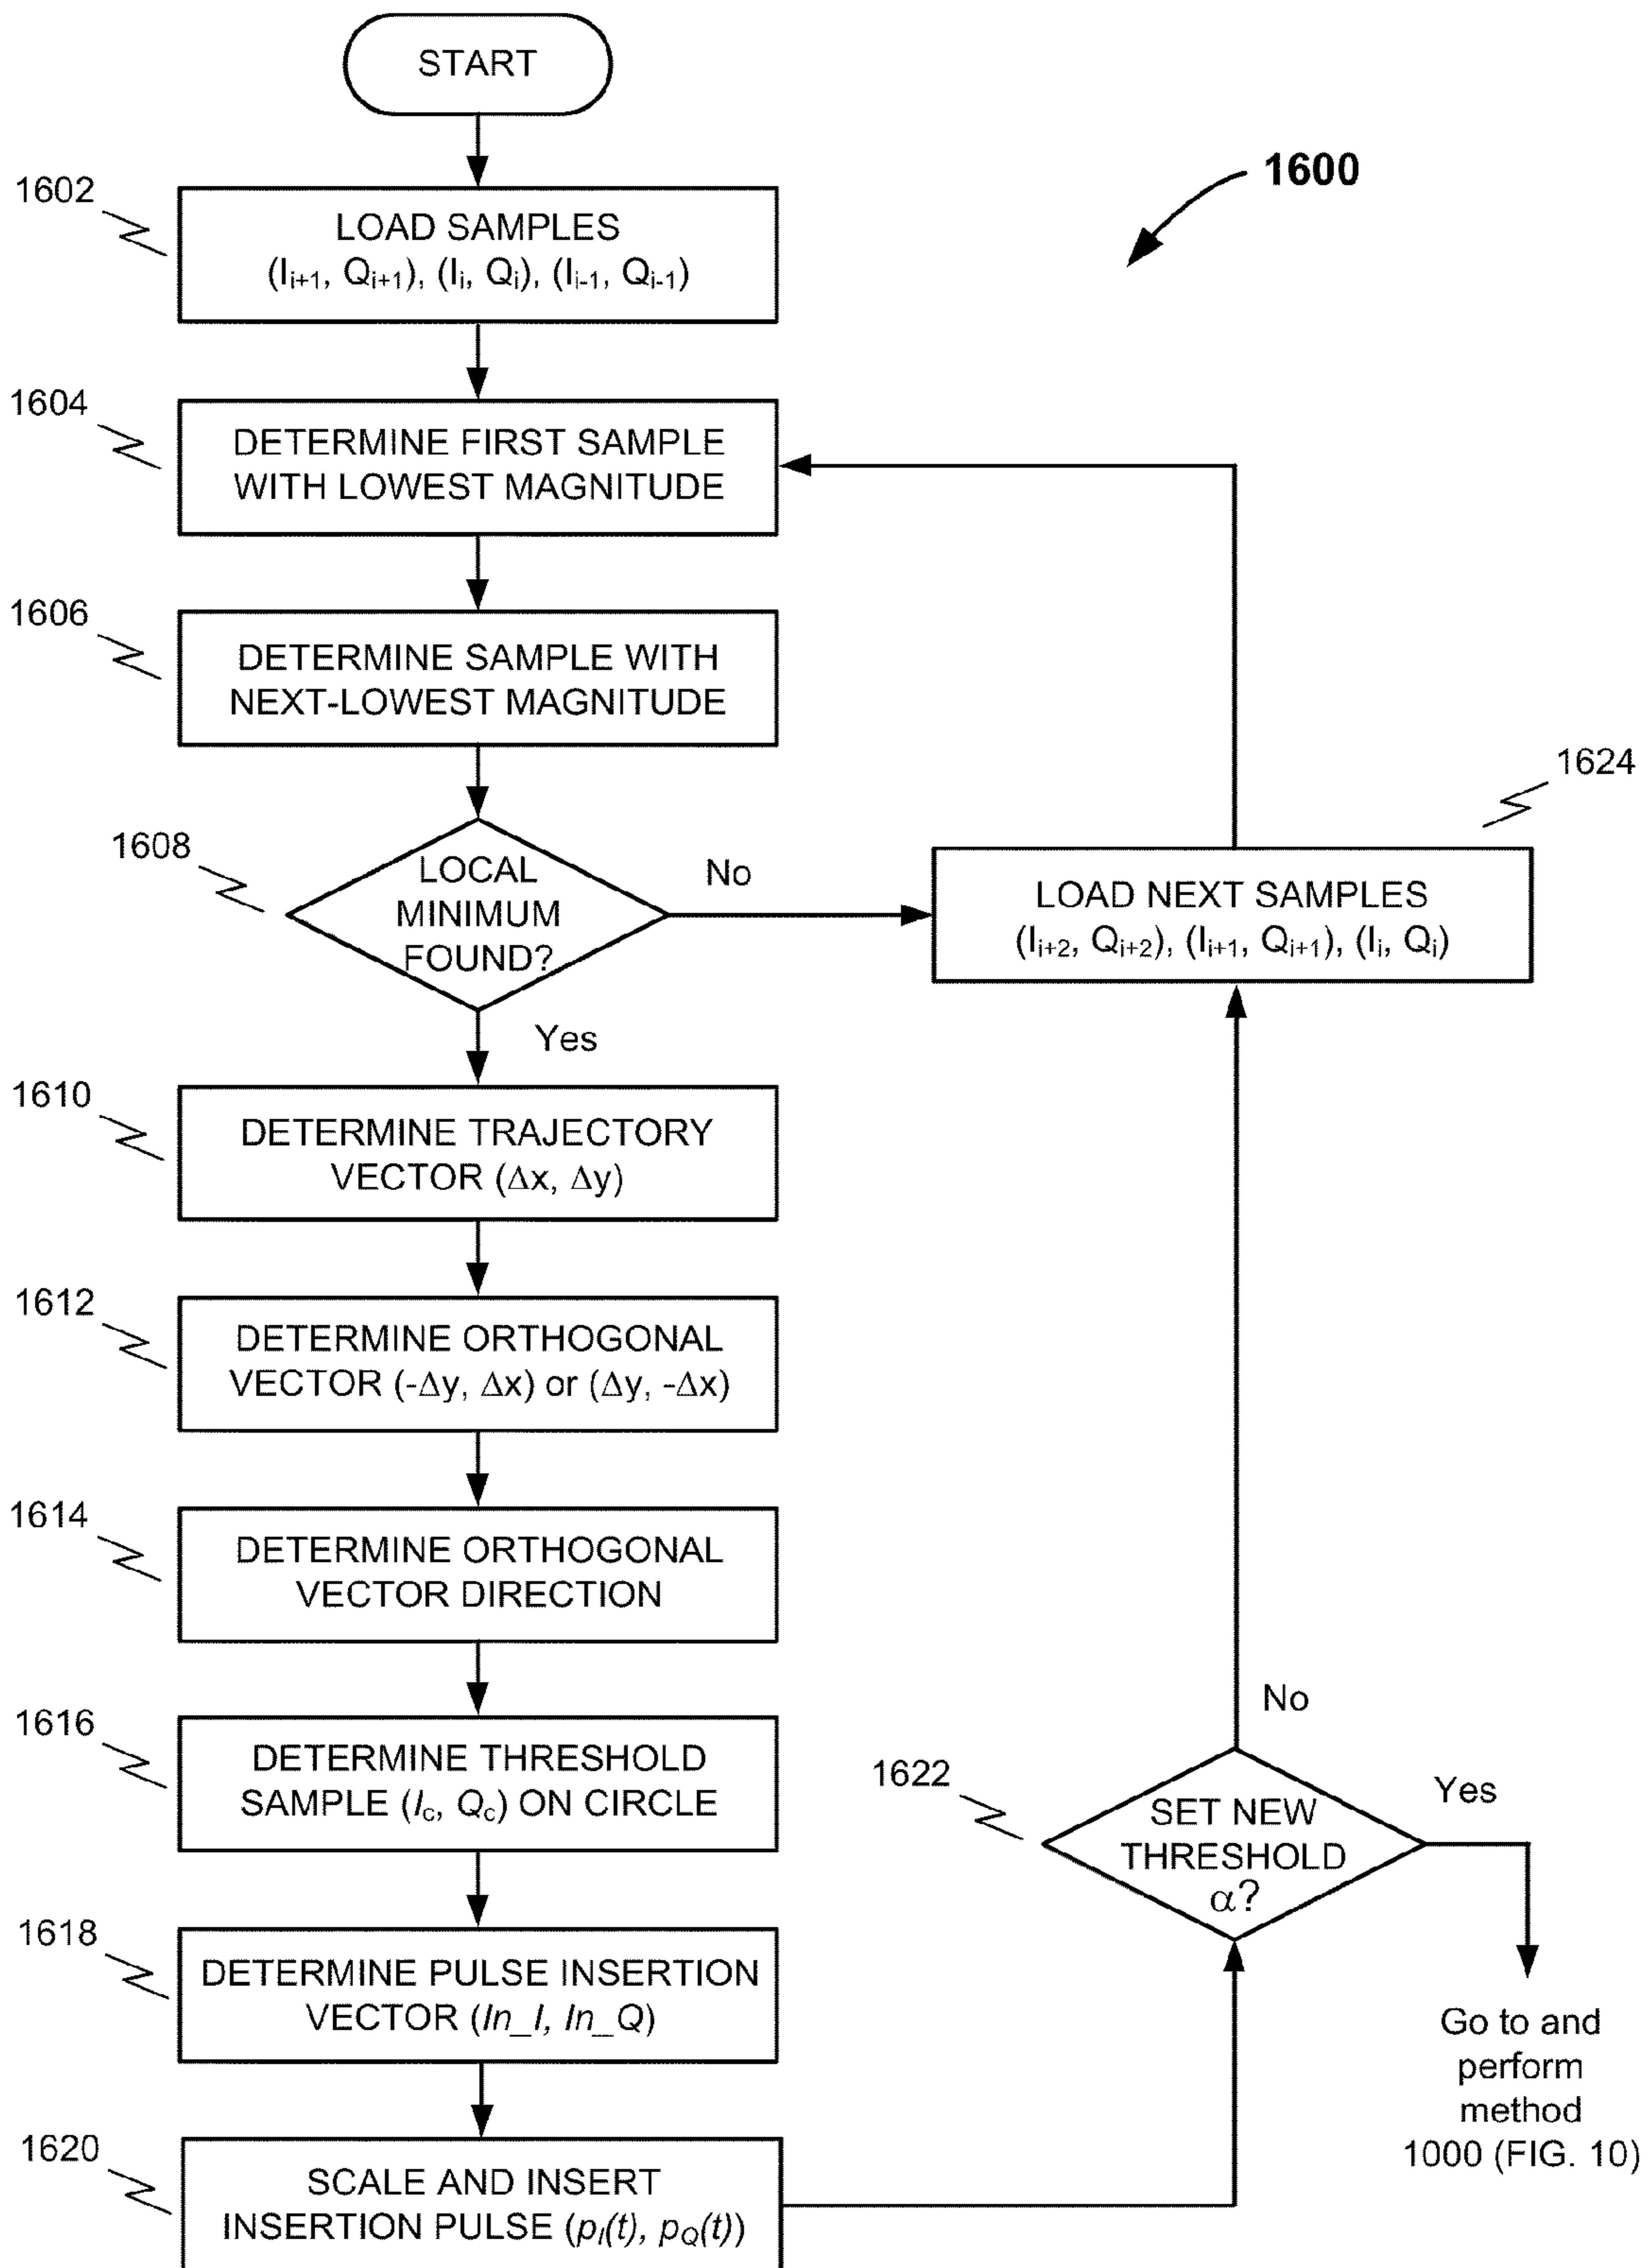 START
1600
1602
LOAD SAMPLES
(Iᵢ₊₁, Qᵢ₊₁), (Iᵢ, Qᵢ), (Iᵢ₋₁, Qᵢ₋₁)
1604
DETERMINE FIRST SAMPLE
WITH LOWEST MAGNITUDE
1606
DETERMINE SAMPLE WITH
NEXT-LOWEST MAGNITUDE
1608
LOCAL
MINIMUM
FOUND?
No
Yes
1624
LOAD NEXT SAMPLES
(Iᵢ₊₂, Qᵢ₊₂), (Iᵢ₊₁, Qᵢ₊₁), (Iᵢ, Qᵢ)
1610
DETERMINE TRAJECTORY
VECTOR (Δx, Δy)
1612
DETERMINE ORTHOGONAL
VECTOR (-Δy, Δx) or (Δy, -Δx)
1614
DETERMINE ORTHOGONAL
VECTOR DIRECTION
1616
DETERMINE THRESHOLD
SAMPLE (I_c, Q_c) ON CIRCLE
1618
DETERMINE PULSE INSERTION
VECTOR (In_I, In_Q)
1620
SCALE AND INSERT
INSERTION PULSE (p_I(t), p_Q(t))
1622
SET NEW
THRESHOLD
α?
No
Yes
Go to and
perform
method
1000 (FIG. 10)